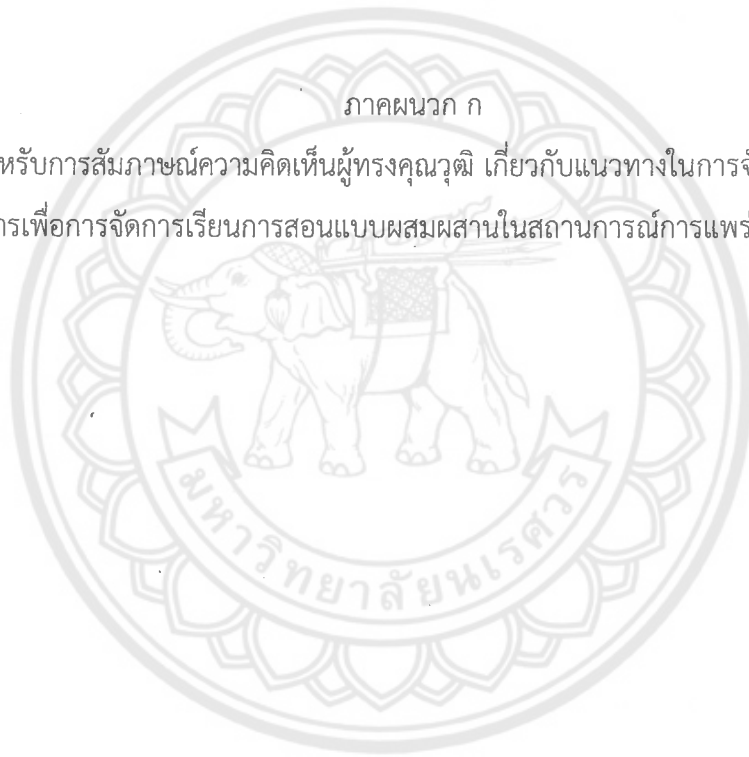 ภาคผนวก ก
หรับการสัมภาษณ์ความคิดเห็นผู้ทรงคุณวุฒิ เกี่ยวกับแนวทางในการจั
ารเพื่อการจัดการเรียนการสอนแบบผสมผสานในสถานการณ์การแพร่
มหาวิทยาลัยนเรศวร